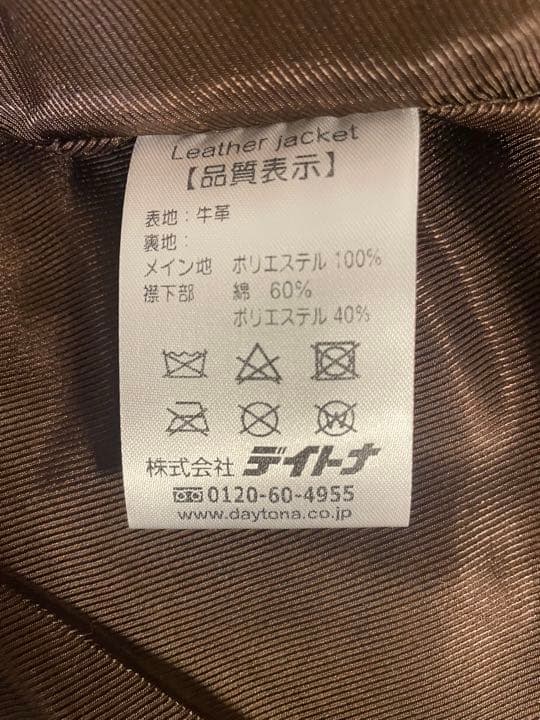 Leather jacket
【品質表示】
表地：牛革
裏地：
メイン地 ポリエステル 100%
襟下部 綿 60%
ポリエステル 40%
株式会社 デイトナ
0120-60-4955
www.daytona.co.jp